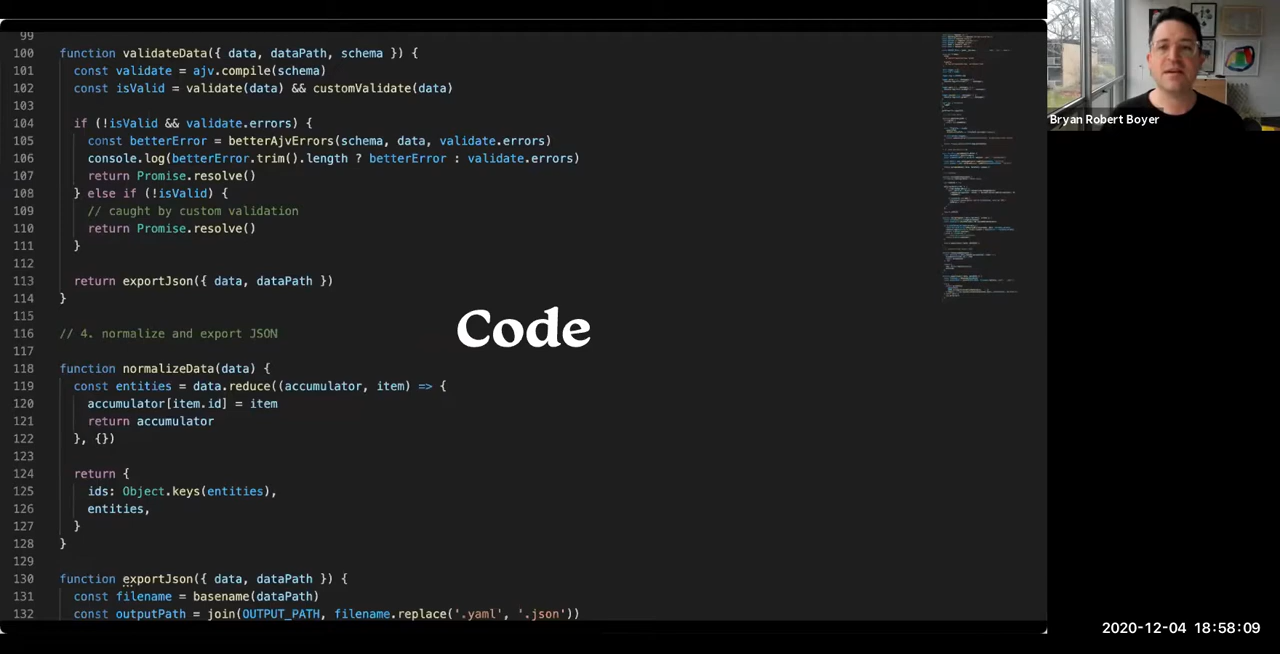 99
100 function validateData({ data, dataPath, schema }) {
101 const validate = ajv.compile(schema)
102 const isValid = validate(data) && customValidate(data)
103
104 if (!isValid && validate.errors) {
105 const betterError = betterAjvErrors(schema, data, validate.errors)
106 console.log(betterError.trim().length ? betterError : validate.errors)
107 return Promise.resolve()
108 } else if (!isValid) {
109 // caught by custom validation
110 return Promise.resolve()
111 }
112
113 return exportJson({ data, dataPath })
114 }
115
116 // 4. normalize and export JSON
117
118 function normalizeData(data) {
119 const entities = data.reduce((accumulator, item) => {
120 accumulator[item.id] = item
121 return accumulator
122 }, {})
123
124 return {
125 ids: Object.keys(entities),
126 entities,
127 }
128 }
129
130 function exportJson({ data, dataPath }) {
131 const filename = basename(dataPath)
132 const outputPath = join(OUTPUT_PATH, filename.replace('.yaml', '.json'))
Code
Bryan Robert Boyer
2020-12-04 18:58:09